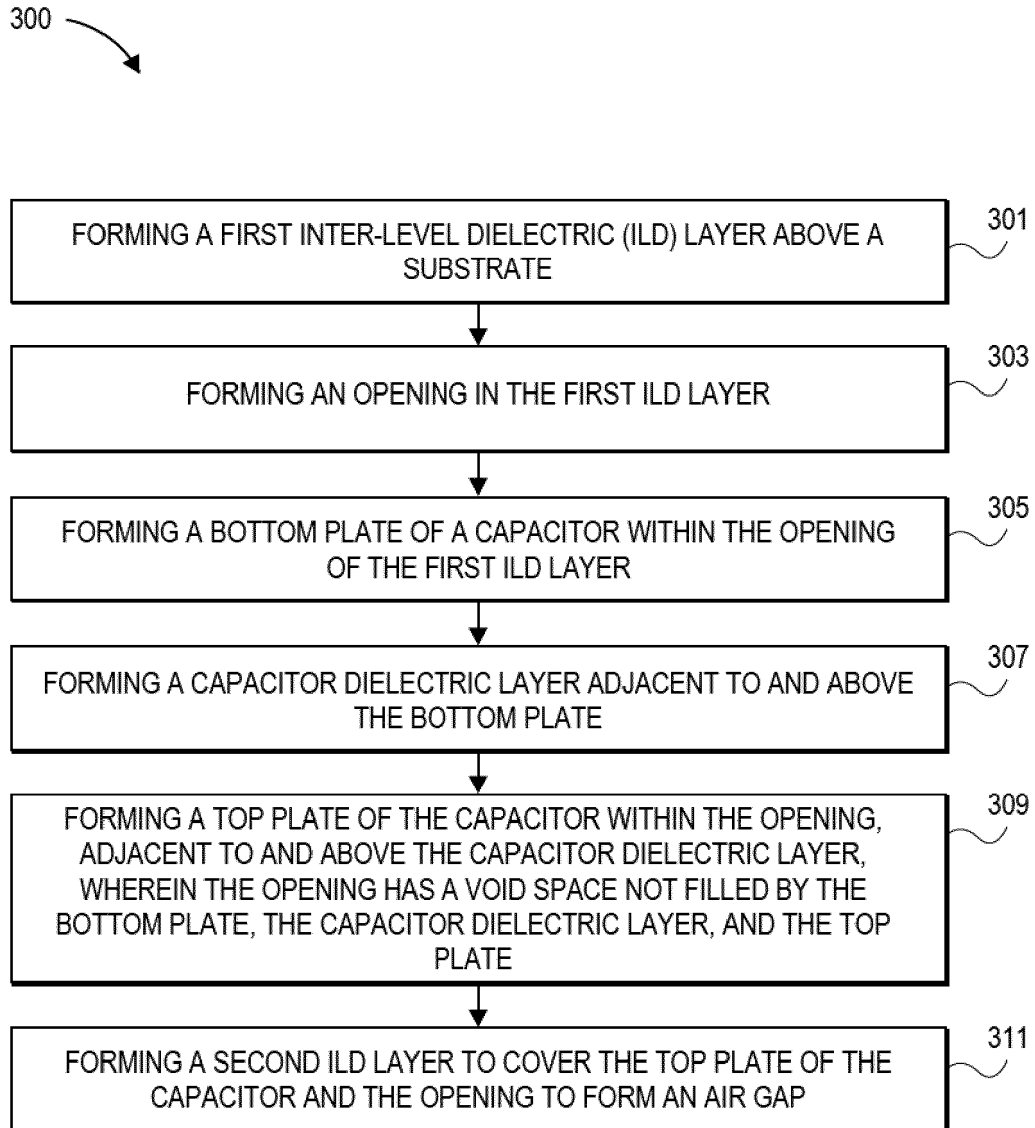 300
FORMING A FIRST INTER-LEVEL DIELECTRIC (ILD) LAYER ABOVE A
SUBSTRATE
301
FORMING AN OPENING IN THE FIRST ILD LAYER
303
FORMING A BOTTOM PLATE OF A CAPACITOR WITHIN THE OPENING
OF THE FIRST ILD LAYER
305
FORMING A CAPACITOR DIELECTRIC LAYER ADJACENT TO AND ABOVE
THE BOTTOM PLATE
307
FORMING A TOP PLATE OF THE CAPACITOR WITHIN THE OPENING,
ADJACENT TO AND ABOVE THE CAPACITOR DIELECTRIC LAYER,
WHEREIN THE OPENING HAS A VOID SPACE NOT FILLED BY THE
BOTTOM PLATE, THE CAPACITOR DIELECTRIC LAYER, AND THE TOP
PLATE
309
FORMING A SECOND ILD LAYER TO COVER THE TOP PLATE OF THE
CAPACITOR AND THE OPENING TO FORM AN AIR GAP
311